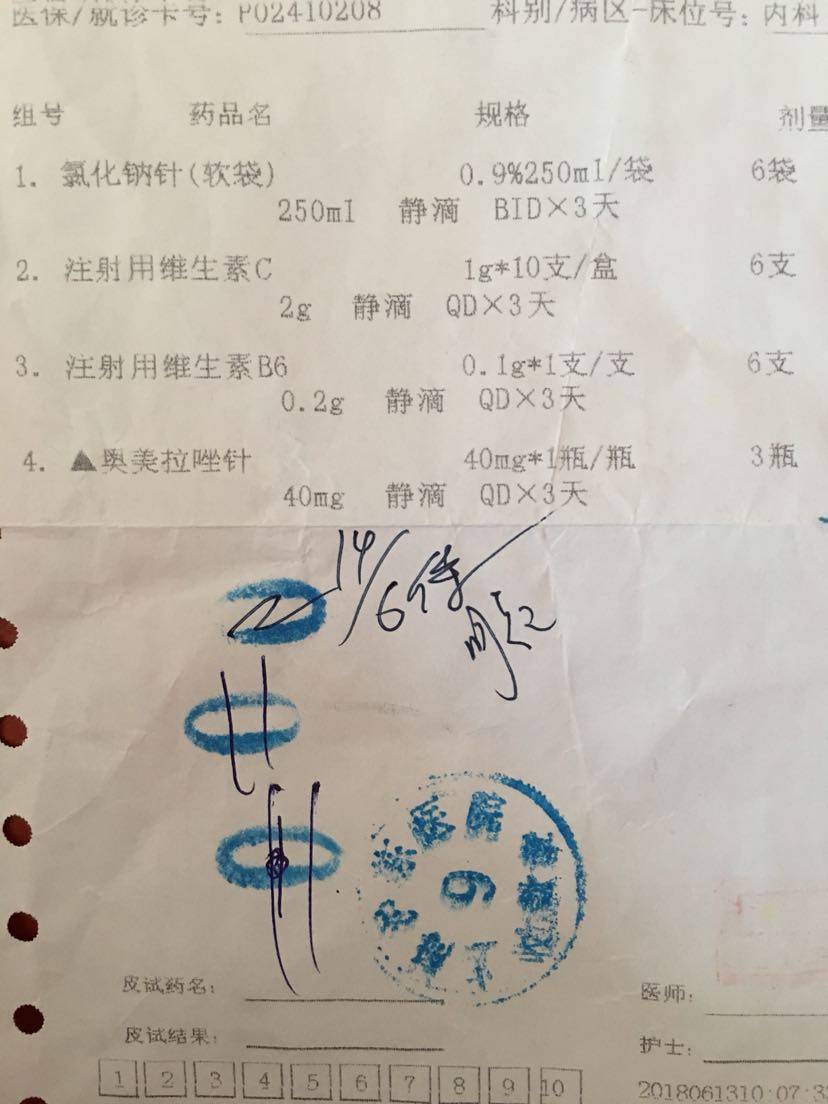 医保/就诊卡号: P02410208 科别/病区-床位号: 内科
组号 药品名 规格 剂量
1. 氯化钠针(软袋) 0.9%250ml/袋 6袋
250ml 静滴 BID×3天
2. 注射用维生素C 1g*10支/盒 6支
2g 静滴 QD×3天
3. 注射用维生素B6 0.1g*1支/支 6支
0.2g 静滴 QD×3天
4. ▲奥美拉唑针 40mg*1瓶/瓶 3瓶
40mg 静滴 QD×3天
14/6
9
皮试药名:
医师:
皮试结果:
护士:
1 2 3 4 5 6 7 8 9 10
2018061310:07:3